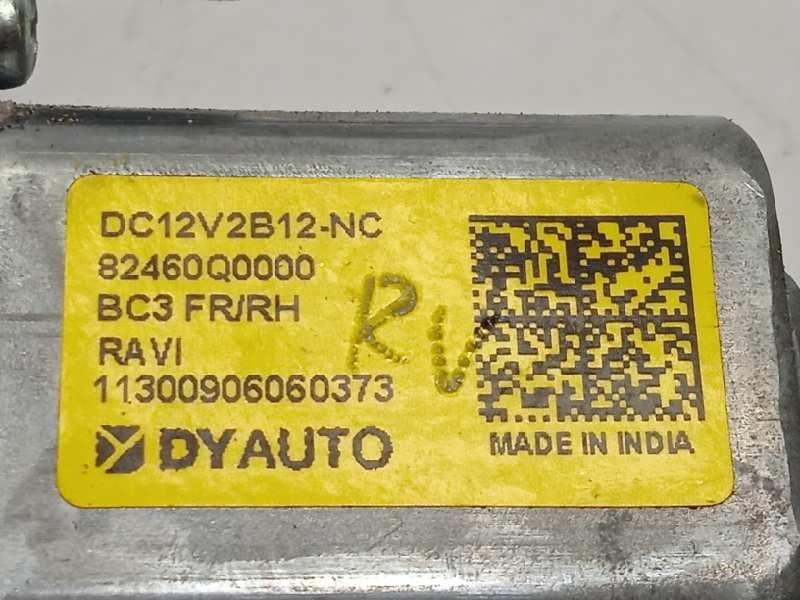 DC12V2B12-NC
82460Q0000
BC3 FR/RH
RAVI
11300906060373
DYAUTO
MADE IN INDIA